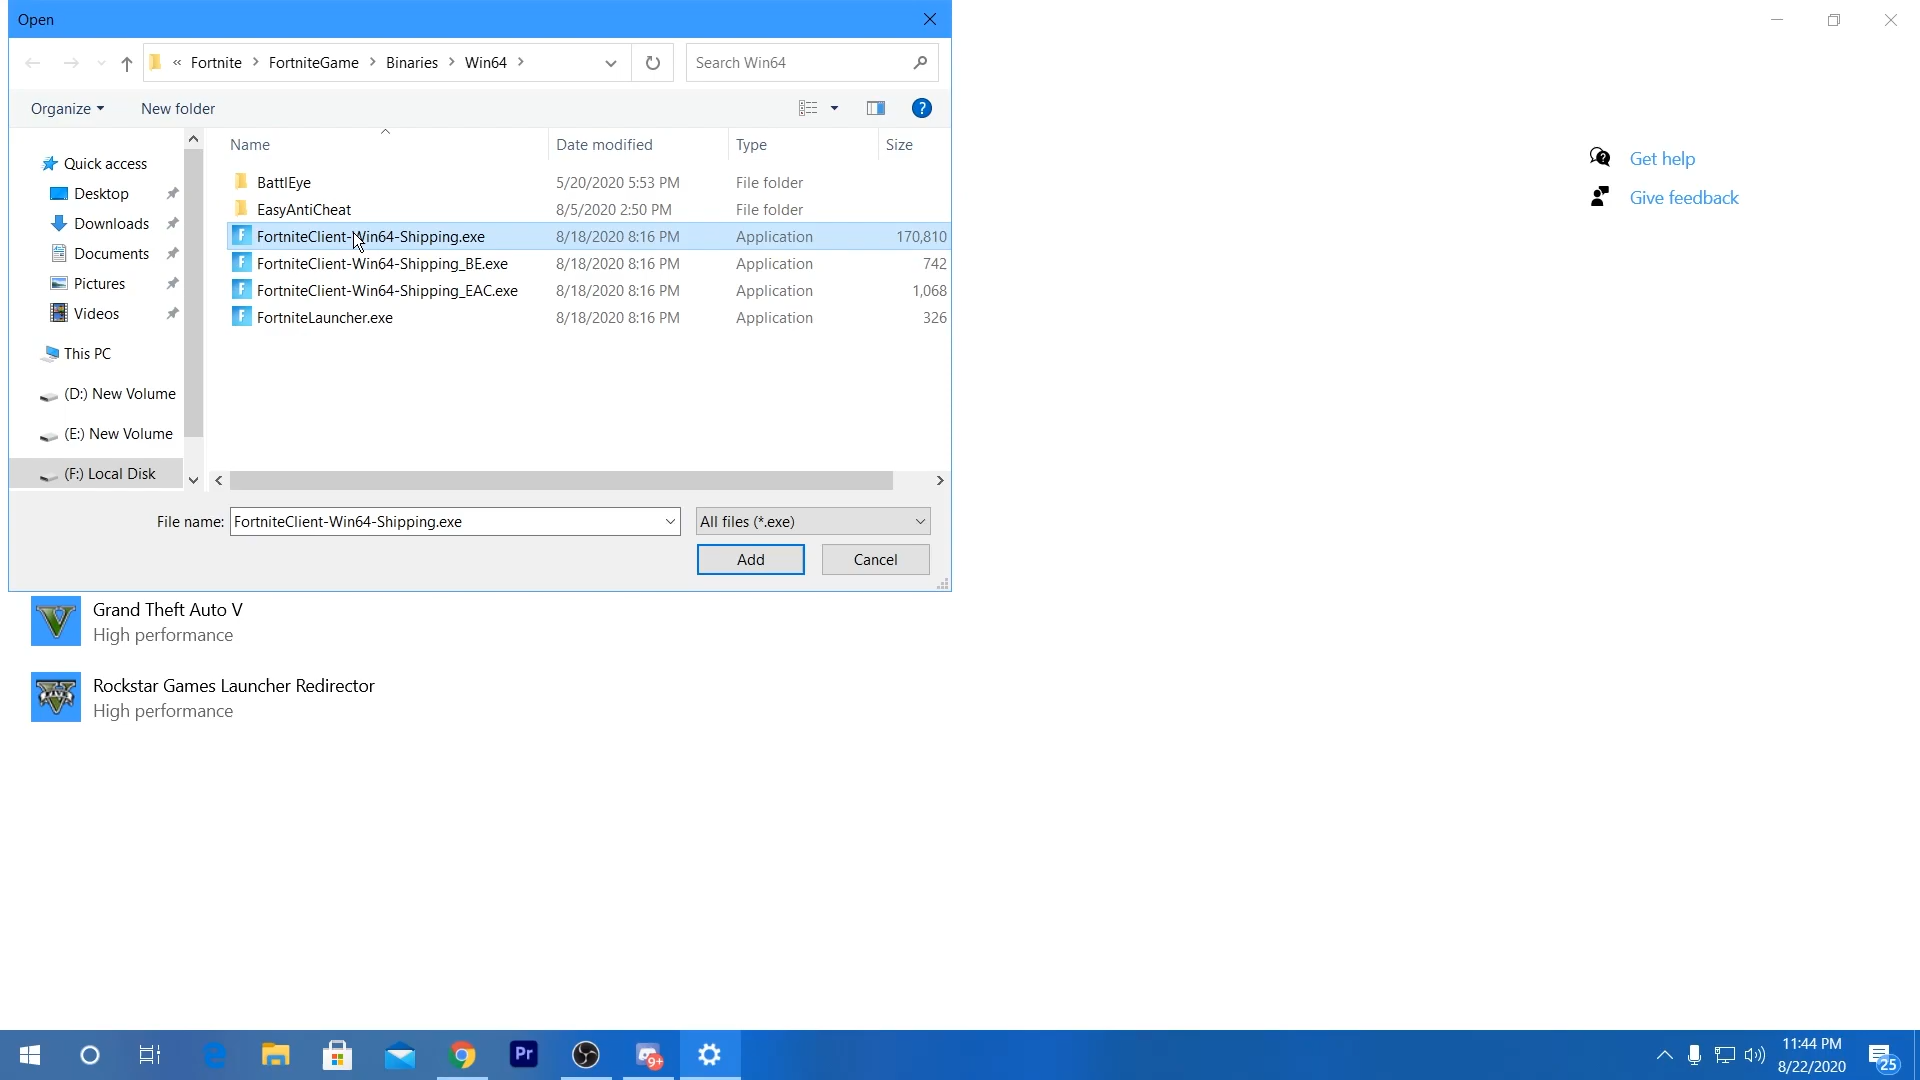 Open
« Fortnite > FortniteGame > Binaries > Win64 >
Search Win64
Organize
New folder
?
Name
Date modified
Type
Size
Quick access
Desktop
Downloads
Documents
Pictures
Videos
This PC
(D:) New Volume
(E:) New Volume
(F:) Local Disk
BattlEye 5/20/2020 5:53 PM File folder
EasyAntiCheat 8/5/2020 2:50 PM File folder
FortniteClient-Win64-Shipping.exe 8/18/2020 8:16 PM Application 170,810
FortniteClient-Win64-Shipping_BE.exe 8/18/2020 8:16 PM Application 742
FortniteClient-Win64-Shipping_EAC.exe 8/18/2020 8:16 PM Application 1,068
FortniteLauncher.exe 8/18/2020 8:16 PM Application 326
File name: FortniteClient-Win64-Shipping.exe
All files (*.exe)
Add
Cancel
Get help
Give feedback
Grand Theft Auto V
High performance
Rockstar Games Launcher Redirector
High performance
Pr
9+
11:44 PM
8/22/2020
25